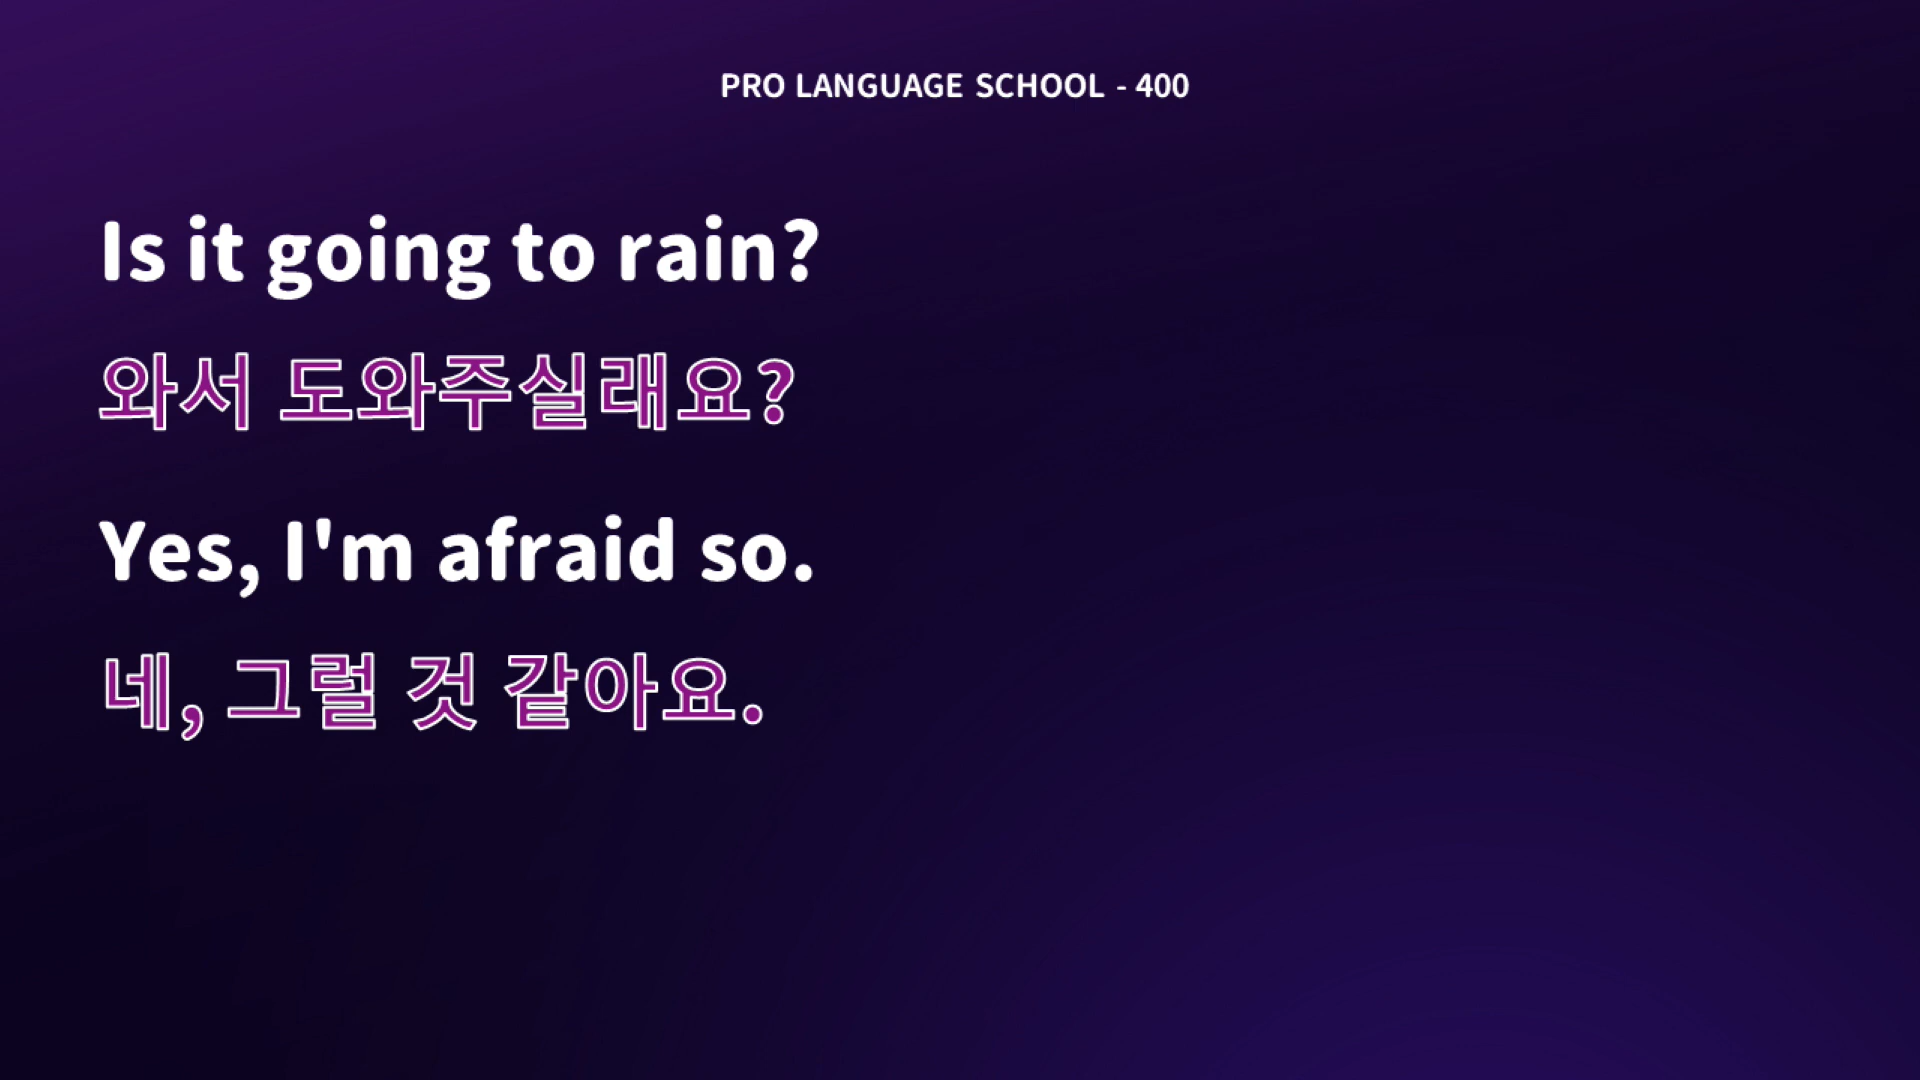 PRO LANGUAGE SCHOOL - 400
Is it going to rain?
와서 도와주실래요?
Yes, I'm afraid so.
네, 그럴 것 같아요.